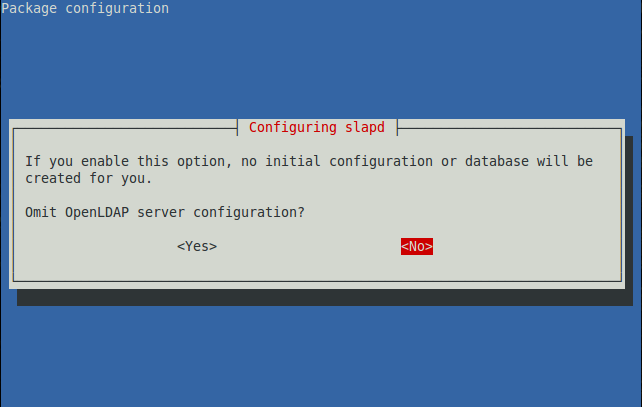 Package configuration
Configuring slapd
If you enable this option, no initial configuration or database will be
created for you.
Omit OpenLDAP server configuration?
<Yes> <No>